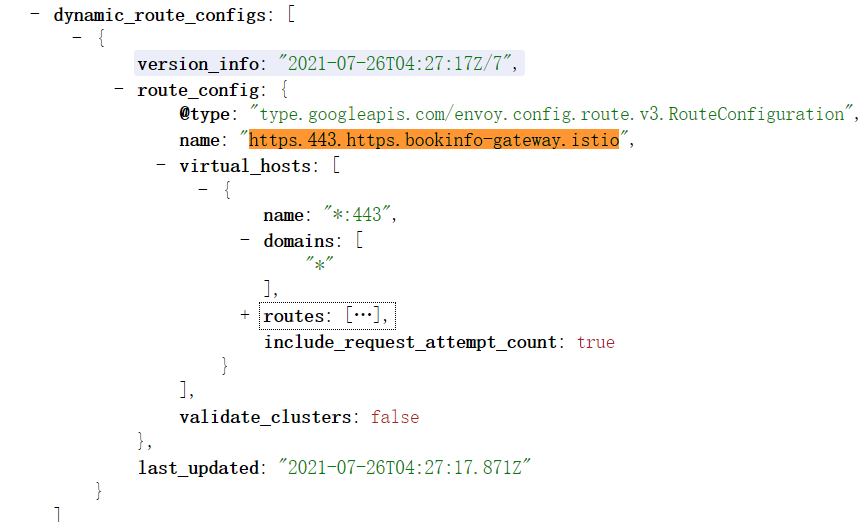 - dynamic_route_configs: [
- {
version_info: "2021-07-26T04:27:17Z/7",
- route_config: {
@type: "type.googleapis.com/envoy.config.route.v3.RouteConfiguration",
name: "https.443.https.bookinfo-gateway.istio",
- virtual_hosts: [
- {
name: "*:443",
- domains: [
"*"
],
+ routes: […],
include_request_attempt_count: true
}
],
validate_clusters: false
},
last_updated: "2021-07-26T04:27:17.871Z"
}
]